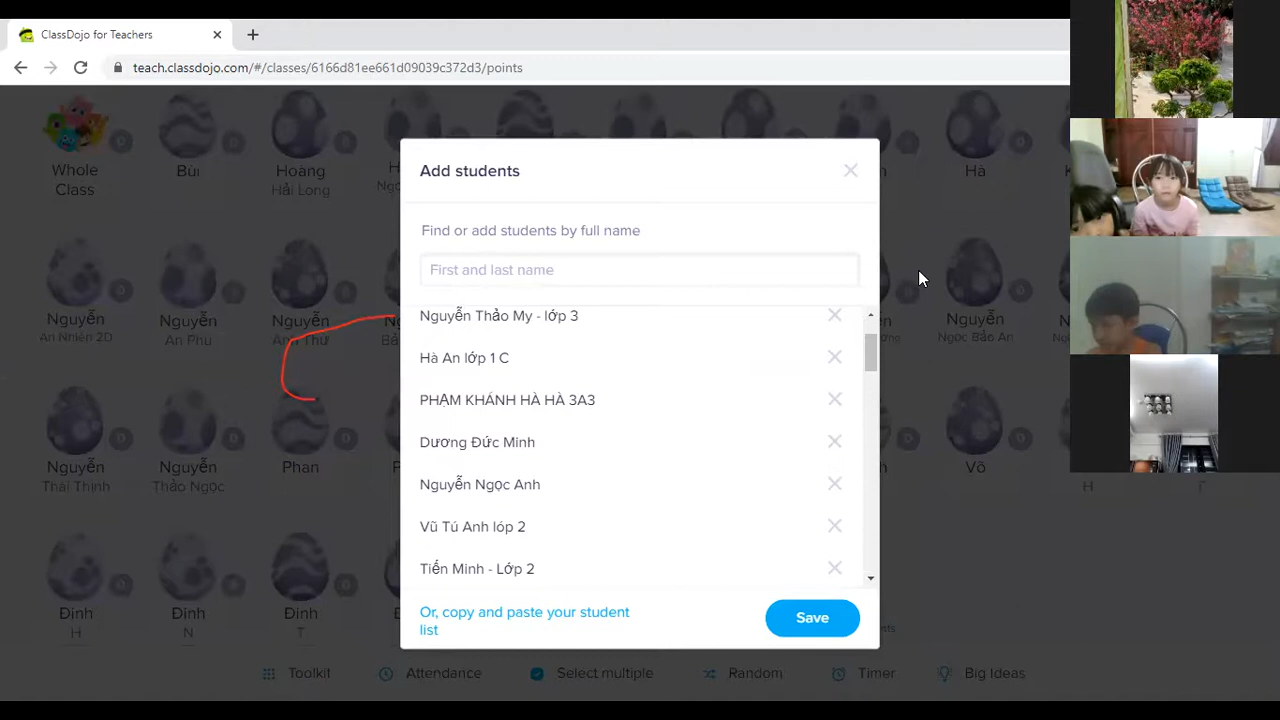 ClassDojo for Teachers
teach.classdojo.com/#/classes/6166d81ee661d09039c372d3/points
Whole
Class
Bùi
Hoàng
Hải Long
Hà
Add students
Find or add students by full name
First and last name
Nguyễn Thảo My - lớp 3
Hà An lớp 1 C
PHẠM KHÁNH HÀ HÀ 3A3
Dương Đức Minh
Nguyễn Ngọc Anh
Vũ Tú Anh lóp 2
Tiến Minh - Lớp 2
Or, copy and paste your student
list
Save
Nguyễn
An Nhiên 2D
Nguyễn
An Phu
Nguyễn
Anh Thư
Nguyễn
Ngọc Bảo An
Nguyễn
Thái Thịnh
Nguyễn
Thảo Ngọc
Phan
Võ
H
T
Đinh
H
Đinh
N
Đinh
T
Toolkit
Attendance
Select multiple
Random
Timer
Big Ideas